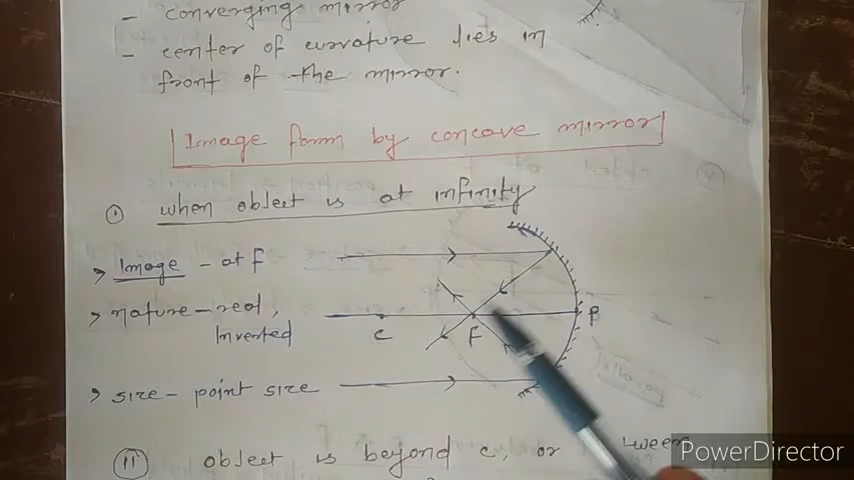 - converging mirror
- center of curvature lies in
front of the mirror.
Image form by concave mirror
i when object is at infinity
> Image - at F
> nature - real,
Inverted
> size - point size
C
F
P
ii object is beyond c, or
PowerDirector